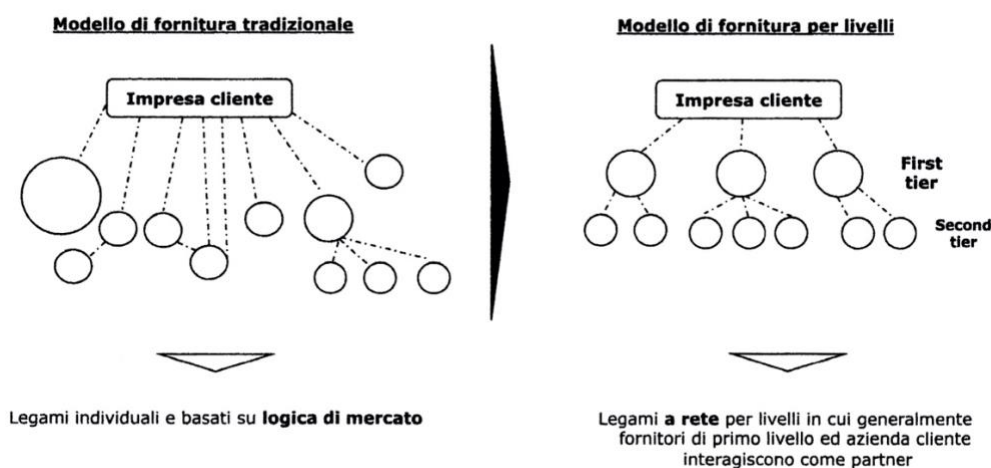 Modello di fornitura tradizionale
Impresa cliente
Legami individuali e basati su logica di mercato
Modello di fornitura per livelli
Impresa cliente
First
tier
Second
tier
Legami a rete per livelli in cui generalmente
fornitori di primo livello ed azienda cliente
interagiscono come partner